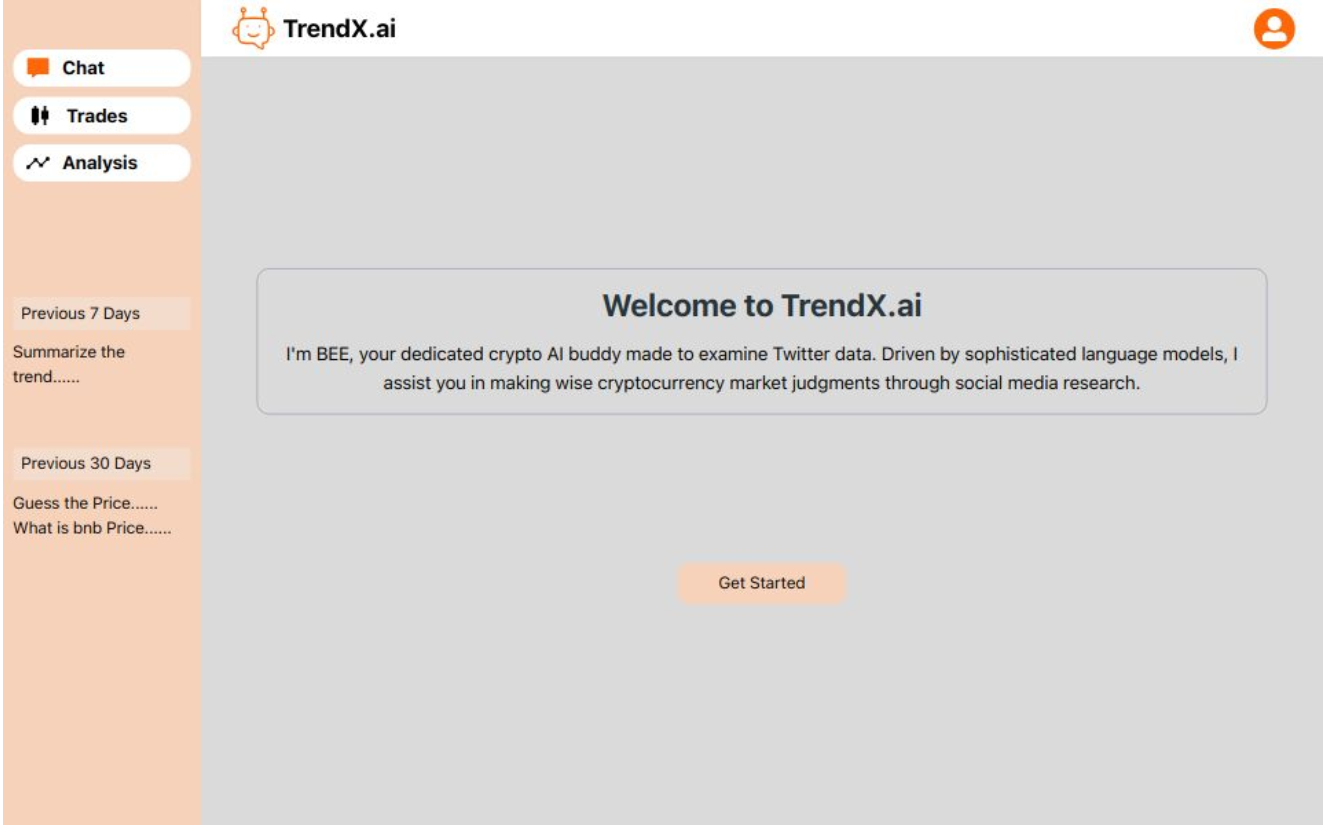 TrendX.ai
Chat
Trades
Analysis
Previous 7 Days
Summarize the
trend......
Previous 30 Days
Guess the Price......
What is bnb Price......
Welcome to TrendX.ai
I'm BEE, your dedicated crypto AI buddy made to examine Twitter data. Driven by sophisticated language models, I
assist you in making wise cryptocurrency market judgments through social media research.
Get Started